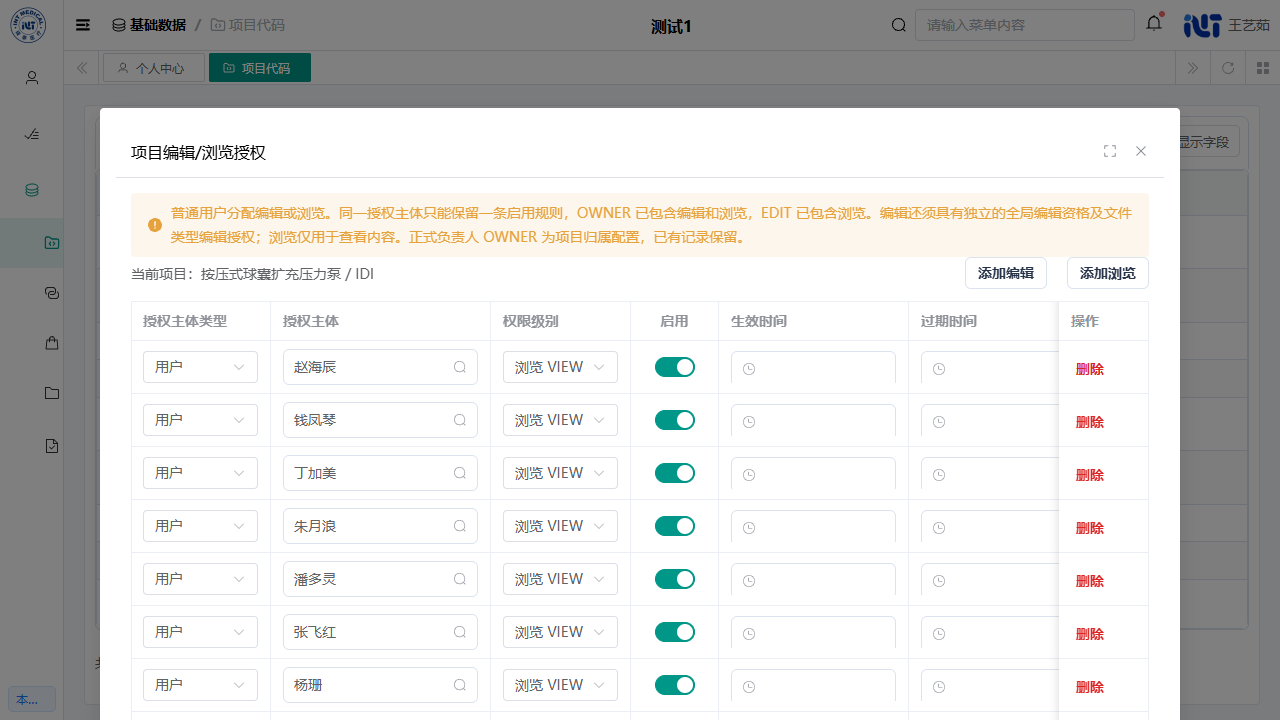 基础数据 / 项目代码
测试1
请输入菜单内容
王艺茹
个人中心
项目代码
显示字段
项目编辑/浏览授权
普通用户分配编辑或浏览。同一授权主体只能保留一条启用规则，OWNER 已包含编辑和浏览，EDIT 已包含浏览。编辑还须具有独立的全局编辑资格及文件
类型编辑授权；浏览仅用于查看内容。正式负责人 OWNER 为项目归属配置，已有记录保留。
当前项目：按压式球囊扩充压力泵 / IDI
添加编辑 添加浏览
授权主体类型 授权主体 权限级别 启用 生效时间 过期时间 操作
用户 赵海辰 浏览 VIEW 删除
用户 钱凤琴 浏览 VIEW 删除
用户 丁加美 浏览 VIEW 删除
用户 朱月浪 浏览 VIEW 删除
用户 潘多灵 浏览 VIEW 删除
用户 张飞红 浏览 VIEW 删除
用户 杨珊 浏览 VIEW 删除
本...